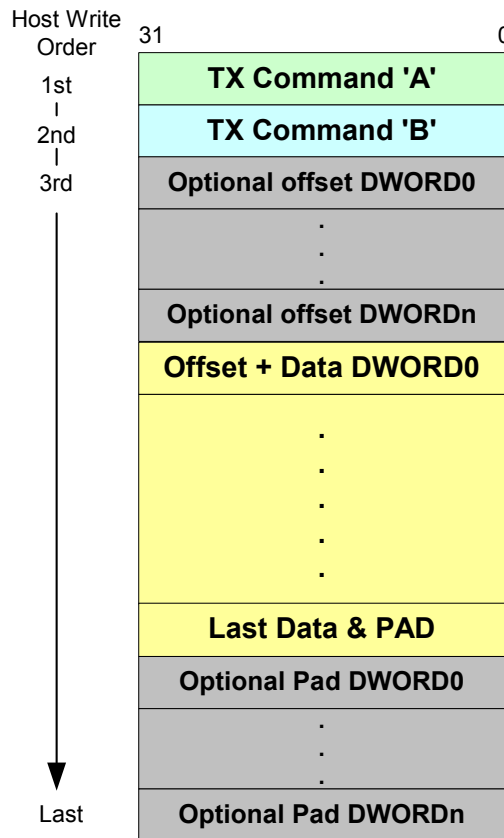 Host Write
Order
31
0
1st
TX Command 'A'
2nd
TX Command 'B'
3rd
Optional offset DWORD0
.
.
.
Optional offset DWORDn
Offset + Data DWORD0
.
.
.
.
.
Last Data & PAD
Optional Pad DWORD0
.
.
.
Last
Optional Pad DWORDn